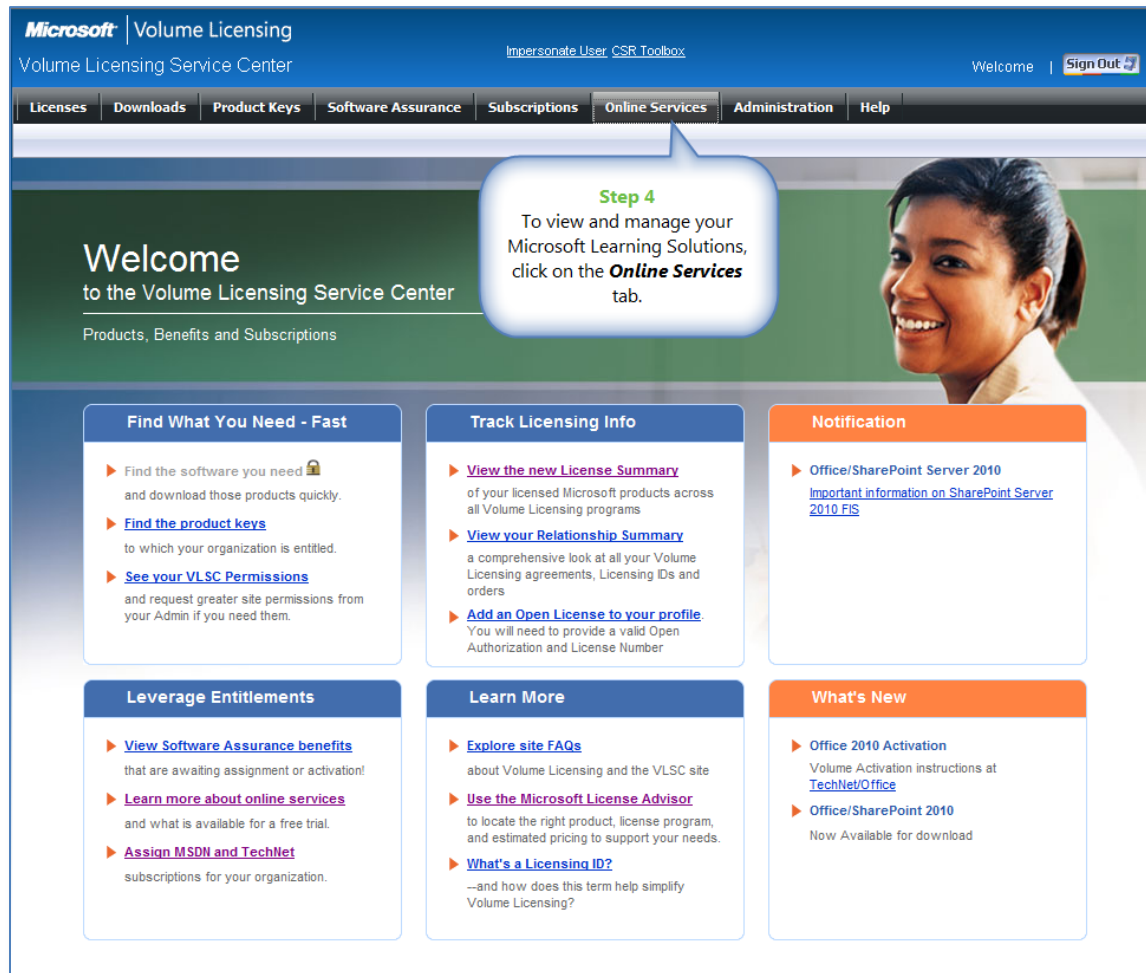 Microsoft | Volume Licensing
Impersonate User CSR Toolbox
Volume Licensing Service Center
Welcome | Sign Out
Licenses Downloads Product Keys Software Assurance Subscriptions Online Services Administration Help
Step 4
To view and manage your
Microsoft Learning Solutions,
click on the Online Services
tab.
Welcome
to the Volume Licensing Service Center
Products, Benefits and Subscriptions
Find What You Need - Fast
Find the software you need
and download those products quickly.
Find the product keys
to which your organization is entitled.
See your VLSC Permissions
and request greater site permissions from
your Admin if you need them.
Track Licensing Info
View the new License Summary
of your licensed Microsoft products across
all Volume Licensing programs
View your Relationship Summary
a comprehensive look at all your Volume
Licensing agreements, Licensing IDs and
orders
Add an Open License to your profile.
You will need to provide a valid Open
Authorization and License Number
Notification
Office/SharePoint Server 2010
Important information on SharePoint Server
2010 FIS
Leverage Entitlements
View Software Assurance benefits
that are awaiting assignment or activation!
Learn more about online services
and what is available for a free trial.
Assign MSDN and TechNet
subscriptions for your organization.
Learn More
Explore site FAQs
about Volume Licensing and the VLSC site
Use the Microsoft License Advisor
to locate the right product, license program,
and estimated pricing to support your needs.
What's a Licensing ID?
--and how does this term help simplify
Volume Licensing?
What's New
Office 2010 Activation
Volume Activation instructions at
TechNet/Office
Office/SharePoint 2010
Now Available for download